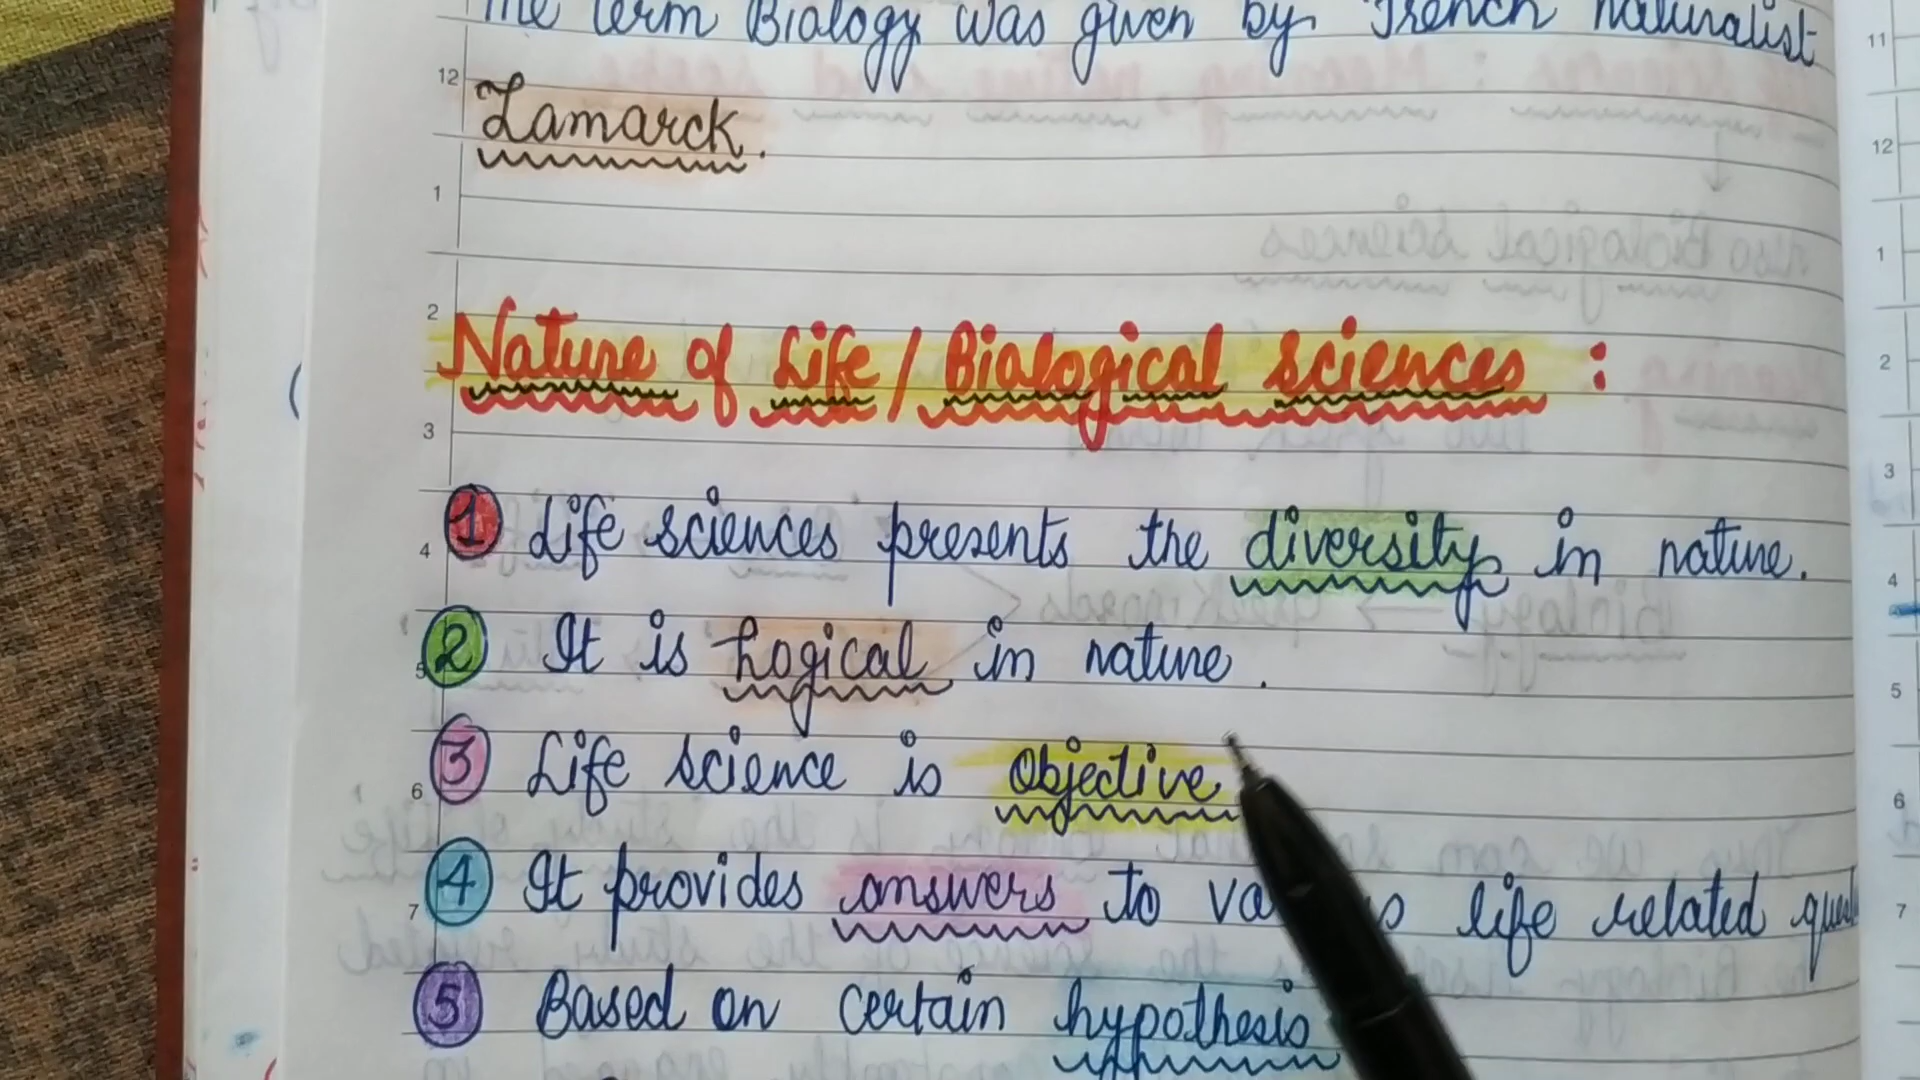 The term Biology was given by French naturalist
Lamarck.
Nature of Life / Biological sciences :
1 Life sciences presents the diversity in nature.
2 It is Logical in nature.
3 Life science is Objective
4 It provides answers to life related
5 Based on certain hypothesis